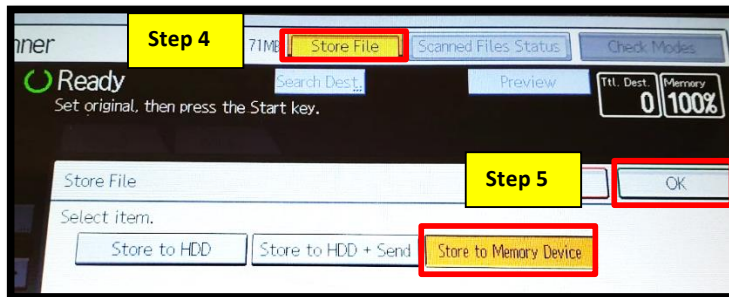 nner
Step 4
71MB
Store File
Scanned Files Status
Check Modes
Ready
Search Dest.
Preview
Ttl. Dest.
0
Memory
100%
Set original, then press the Start key.
Store File
Step 5
OK
Select item.
Store to HDD
Store to HDD + Send
Store to Memory Device